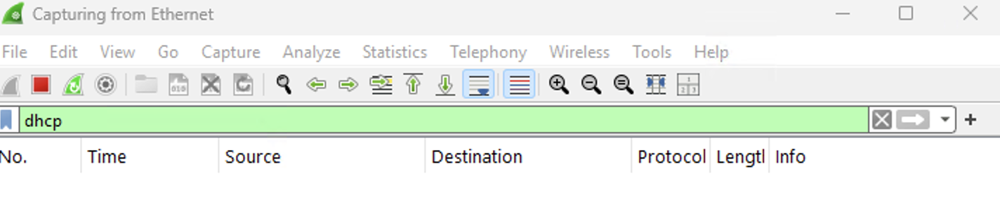 Capturing from Ethernet
File Edit View Go Capture Analyze Statistics Telephony Wireless Tools Help
dhcp
No. Time Source Destination Protocol Lengtl Info